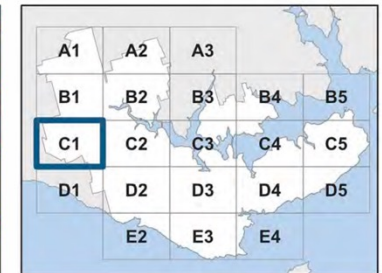 A1 A2 A3
B1 B2 B3 B4 B5
C1 C2 C3 C4 C5
D1 D2 D3 D4 D5
E2 E3 E4